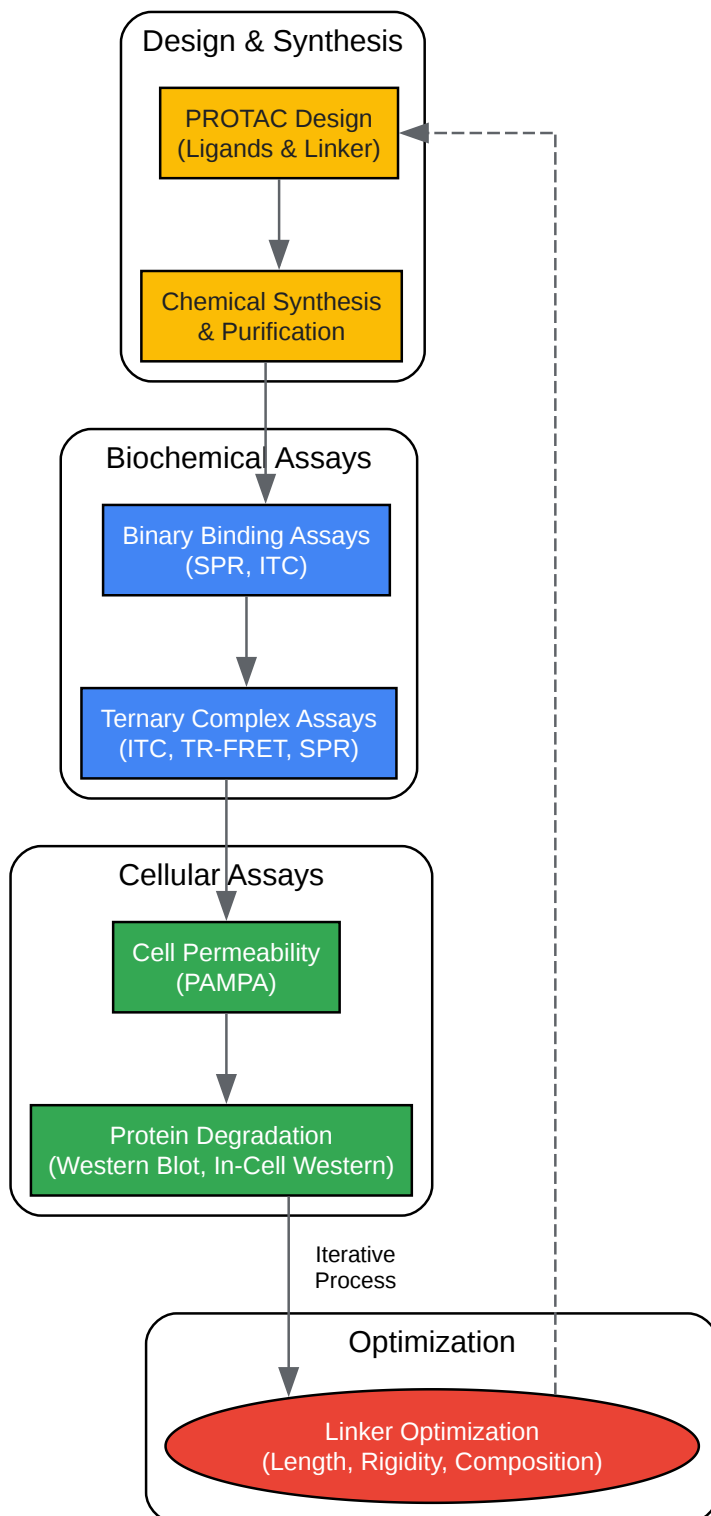 Design & Synthesis
PROTAC Design
(Ligands & Linker)
Chemical Synthesis
& Purification
Biochemical Assays
Binary Binding Assays
(SPR, ITC)
Ternary Complex Assays
(ITC, TR-FRET, SPR)
Cellular Assays
Cell Permeability
(PAMPA)
Protein Degradation
(Western Blot, In-Cell Western)
Iterative
Process
Optimization
Linker Optimization
(Length, Rigidity, Composition)